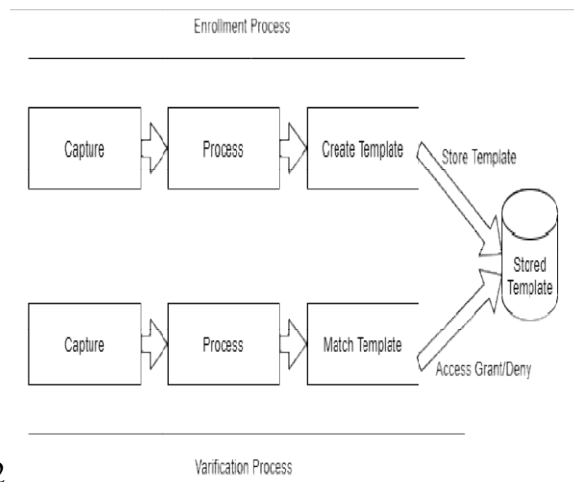 Enrollment Process
Capture
Process
Create Template
Store Template
Stored
Template
Capture
Process
Match Template
Access Grant/Deny
2
Varification Process